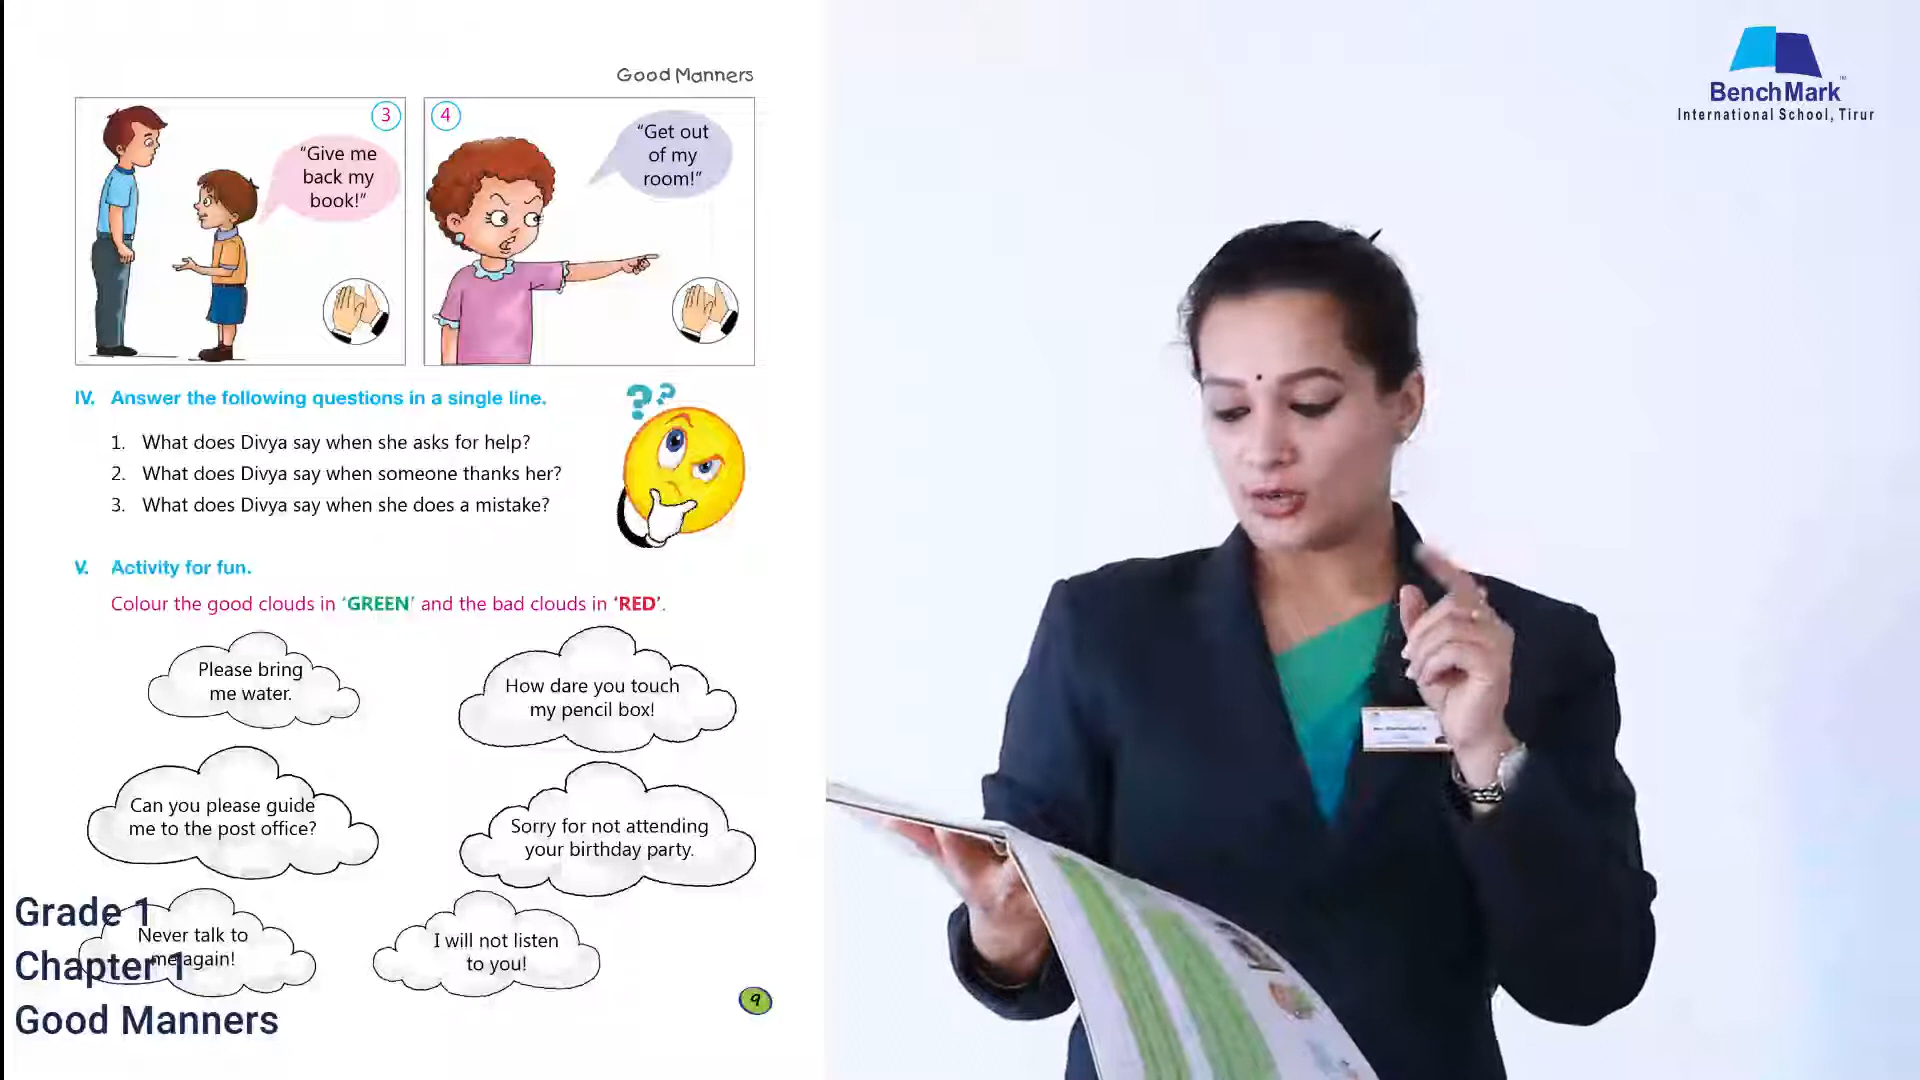 Good Manners
3
"Give me
back my
book!"
4
"Get out
of my
room!"
IV. Answer the following questions in a single line.
??
1. What does Divya say when she asks for help?
2. What does Divya say when someone thanks her?
3. What does Divya say when she does a mistake?
V. Activity for fun.
Colour the good clouds in 'GREEN' and the bad clouds in 'RED'.
Please bring
me water.
How dare you touch
my pencil box!
Can you please guide
me to the post office?
Sorry for not attending
your birthday party.
Never talk to
me again!
I will not listen
to you!
9
Grade 1
Chapter 1
Good Manners
BenchMark™
International School, Tirur